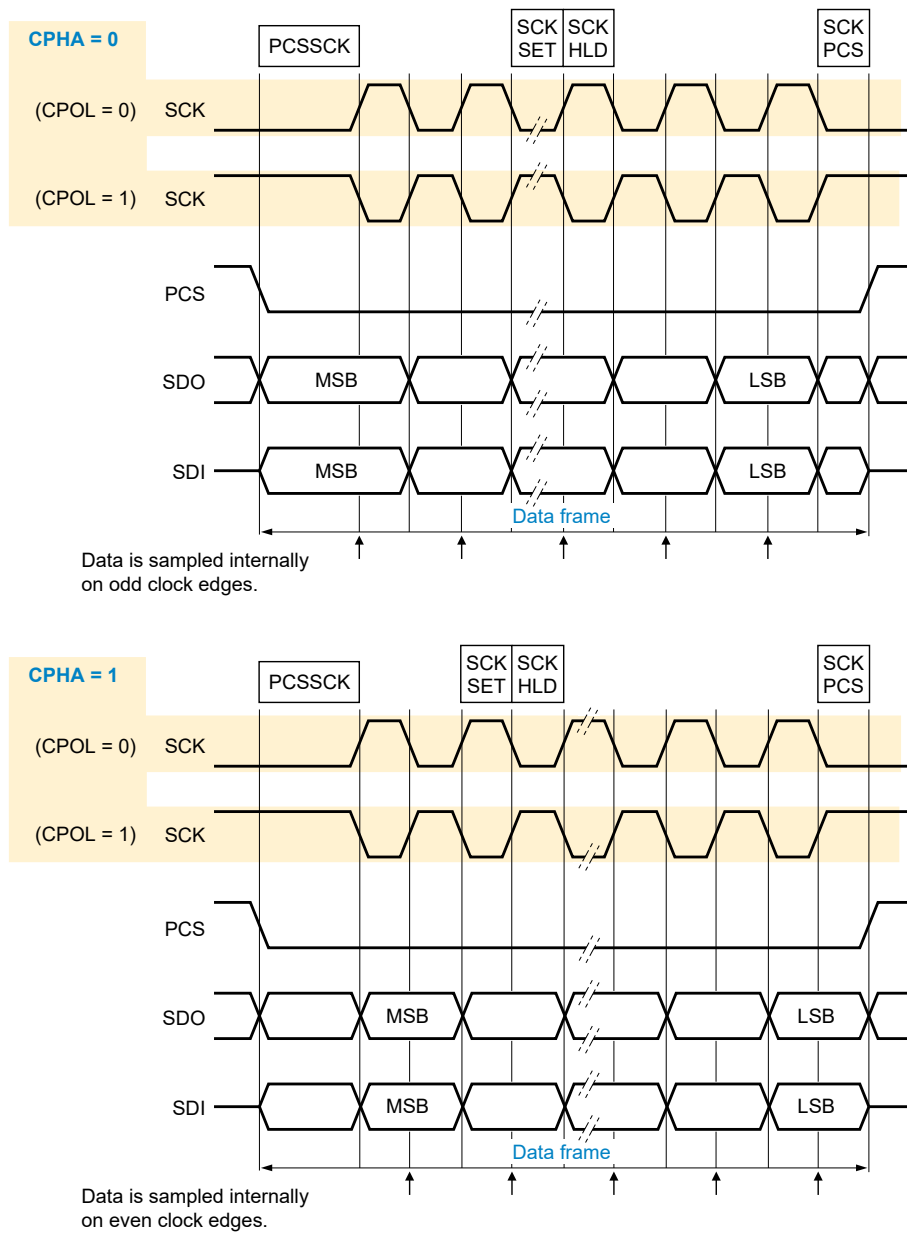 CPHA = 0
PCSSCK
SCK
SET
SCK
HLD
SCK
PCS
(CPOL = 0) SCK
(CPOL = 1) SCK
PCS
SDO MSB LSB
SDI MSB LSB
Data frame
Data is sampled internally
on odd clock edges.
CPHA = 1
PCSSCK
SCK
SET
SCK
HLD
SCK
PCS
(CPOL = 0) SCK
(CPOL = 1) SCK
PCS
SDO MSB LSB
SDI MSB LSB
Data frame
Data is sampled internally
on even clock edges.